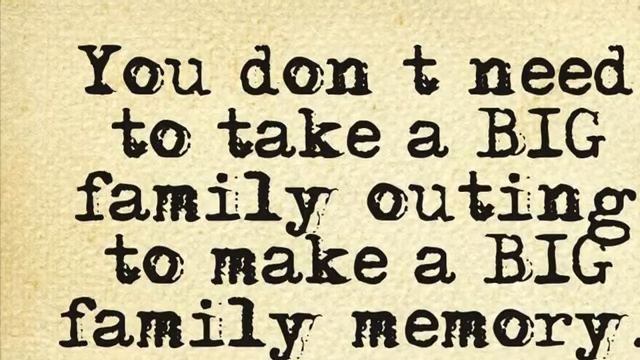 You don t need
to take a BIG
family outing
to make a BIG
family memory.